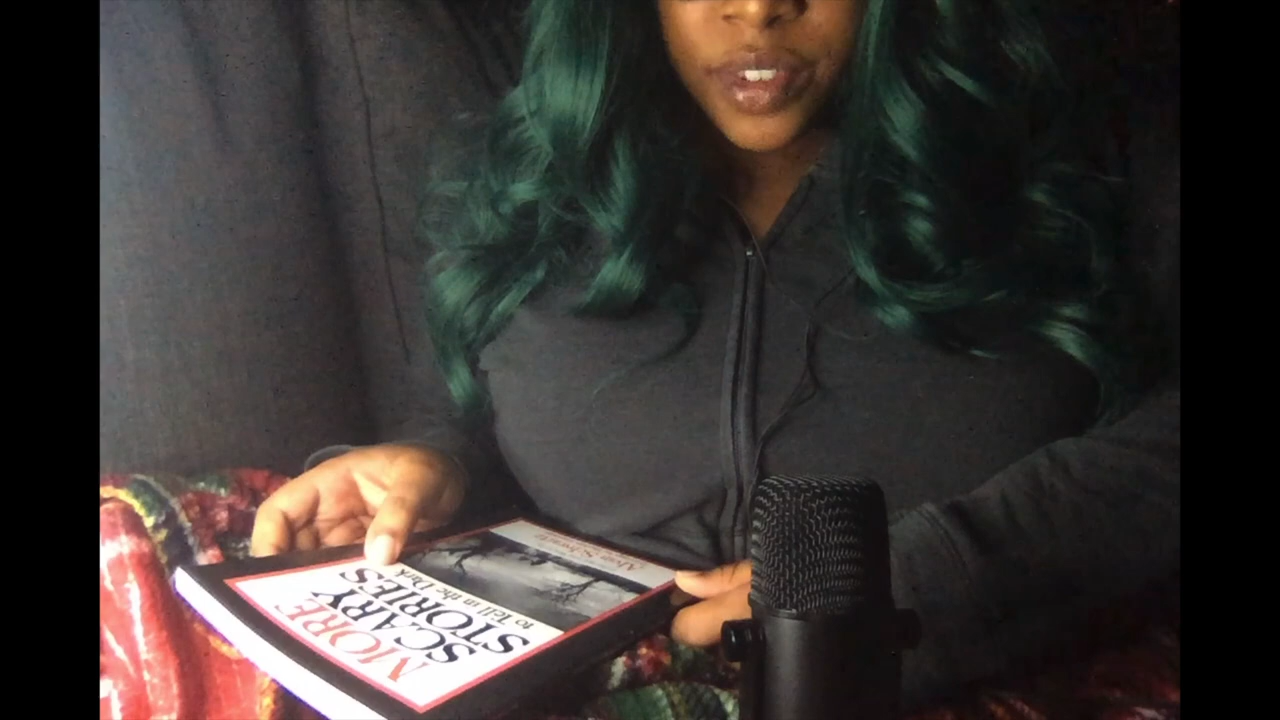 MORE
SCARY
STORIES
to Tell in the Dark
Alvin Schwartz